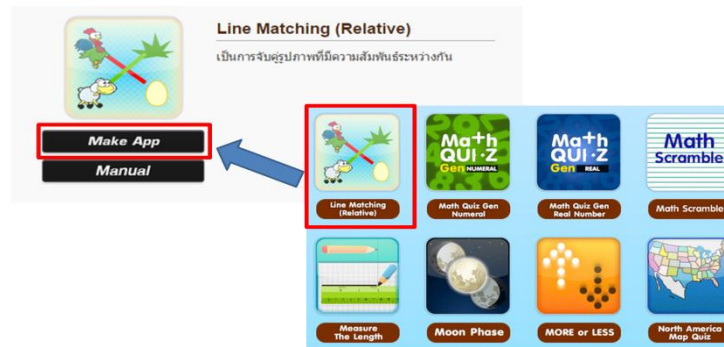 Line Matching (Relative)
เป็นการจับคู่รูปภาพที่มีความสัมพันธ์ระหว่างกัน
Make App
Manual
Math
QUI·Z
Gen NUMERAL
Math
QUI·Z
Gen REAL
Math
Scramble
Line Matching
(Relative)
Math Quiz Gen
Numeral
Math Quiz Gen
Real Number
Math Scramble
Measure
The Length
Moon Phase
MORE or LESS
North America
Map Quiz